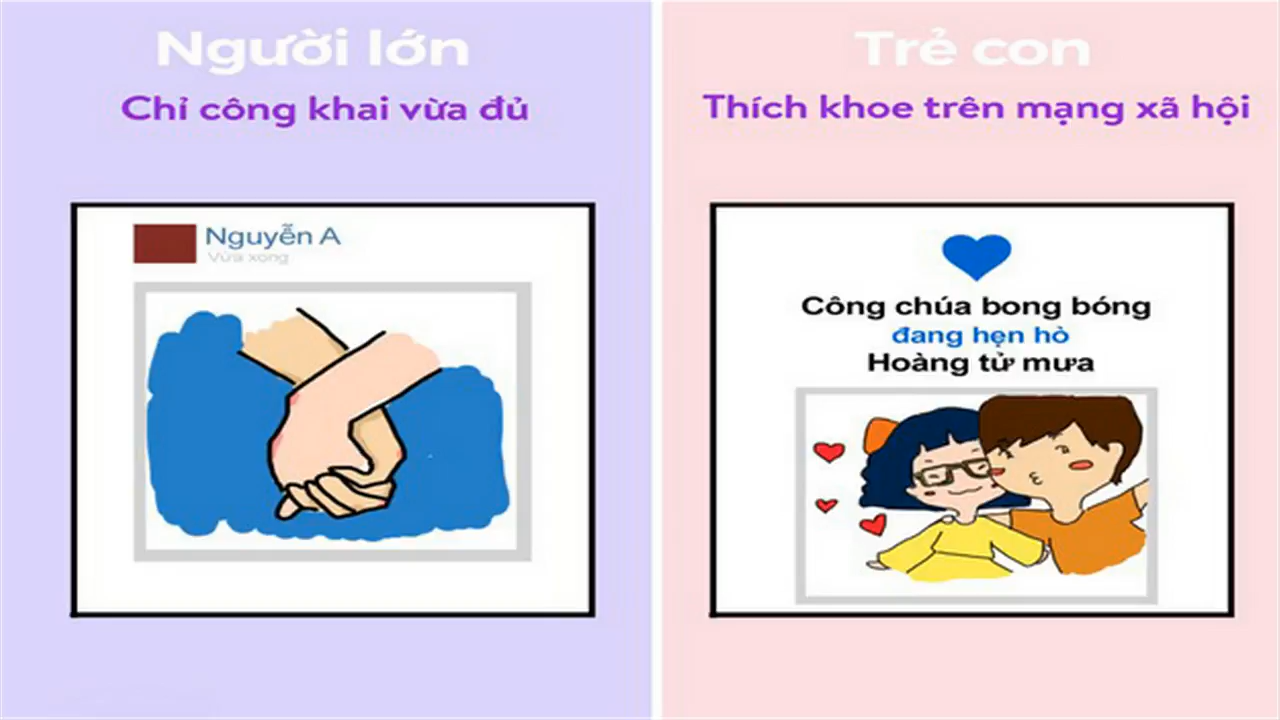 Người lớn
Chỉ công khai vừa đủ
Nguyễn A
Vừa xong
Trẻ con
Thích khoe trên mạng xã hội
Công chúa bong bóng
đang hẹn hò
Hoàng tử mưa